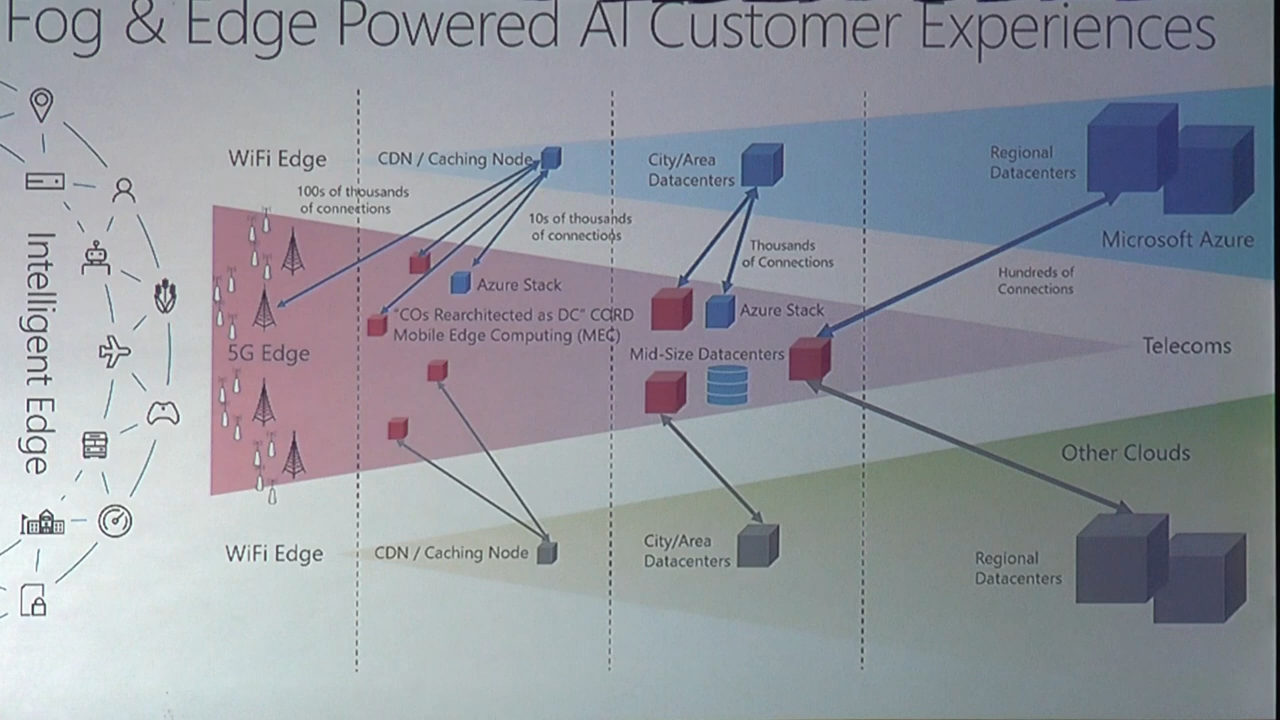 Fog & Edge Powered AI Customer Experiences
WiFi Edge
CDN / Caching Node
City/Area
Datacenters
Regional
Datacenters
100s of thousands
of connections
10s of thousands
of connections
Microsoft Azure
Thousands
of Connections
Hundreds of
Connections
Azure Stack
Azure Stack
"COs Rearchitected as DC" CORD
Mobile Edge Computing (MEC)
5G Edge
Mid-Size Datacenters
Telecoms
Intelligent Edge
Other Clouds
WiFi Edge
CDN / Caching Node
City/Area
Datacenters
Regional
Datacenters